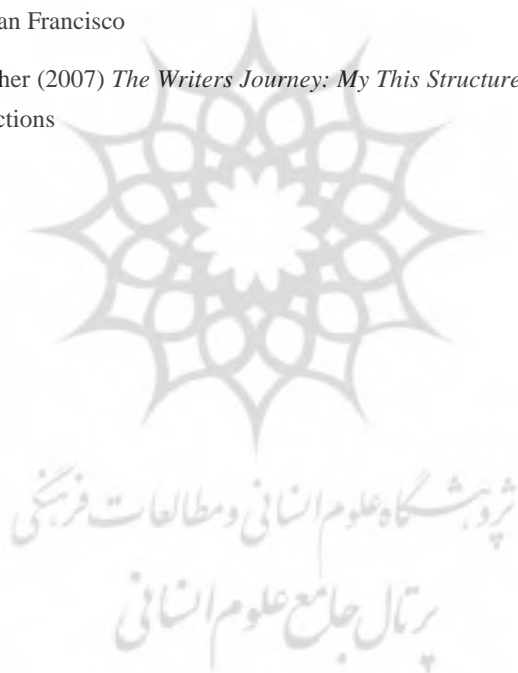 an Francisco
her (2007) The Writers Journey: My This Structure
ctions
پژوهشگاه علوم انسانی و مطالعات فرهنگی
پرتال جامع علوم انسانی